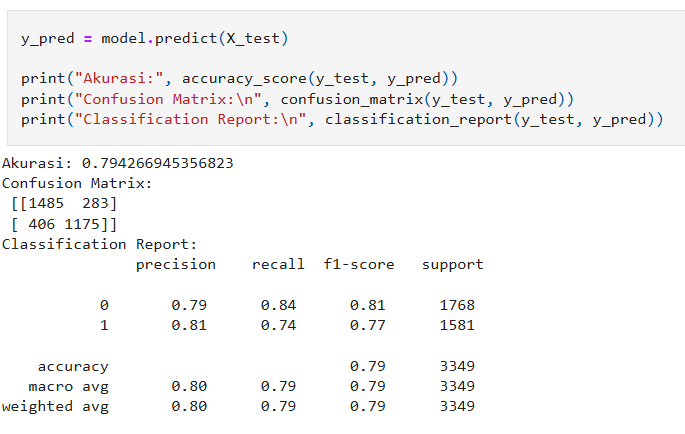 y_pred = model.predict(X_test)
print("Akurasi:", accuracy_score(y_test, y_pred))
print("Confusion Matrix:\n", confusion_matrix(y_test, y_pred))
print("Classification Report:\n", classification_report(y_test, y_pred))
Akurasi: 0.794266945356823
Confusion Matrix:
[[1485  283]
[ 406 1175]]
Classification Report:
precision    recall  f1-score   support
0       0.79      0.84      0.81      1768
1       0.81      0.74      0.77      1581
accuracy                           0.79      3349
macro avg       0.80      0.79      0.79      3349
weighted avg       0.80      0.79      0.79      3349